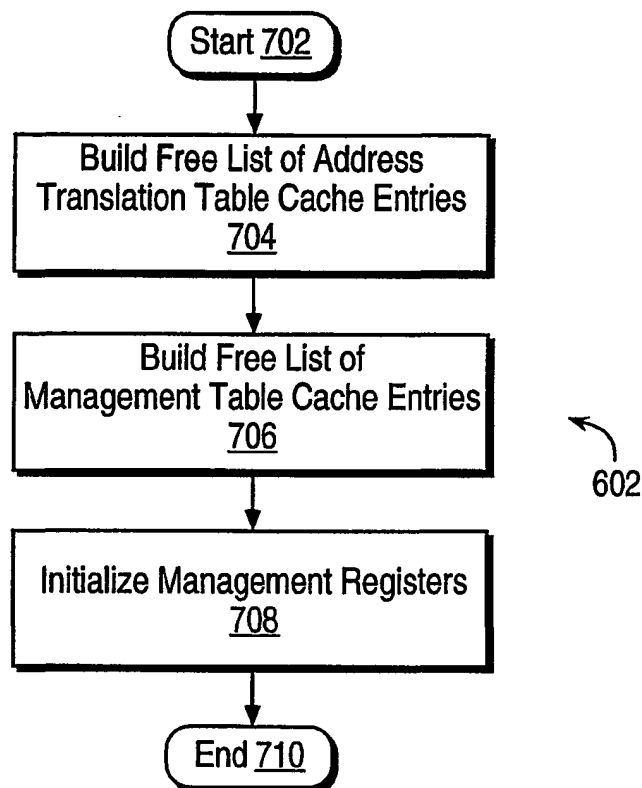 Start 702
Build Free List of Address
Translation Table Cache Entries
704
Build Free List of
Management Table Cache Entries
706
602
Initialize Management Registers
708
End 710